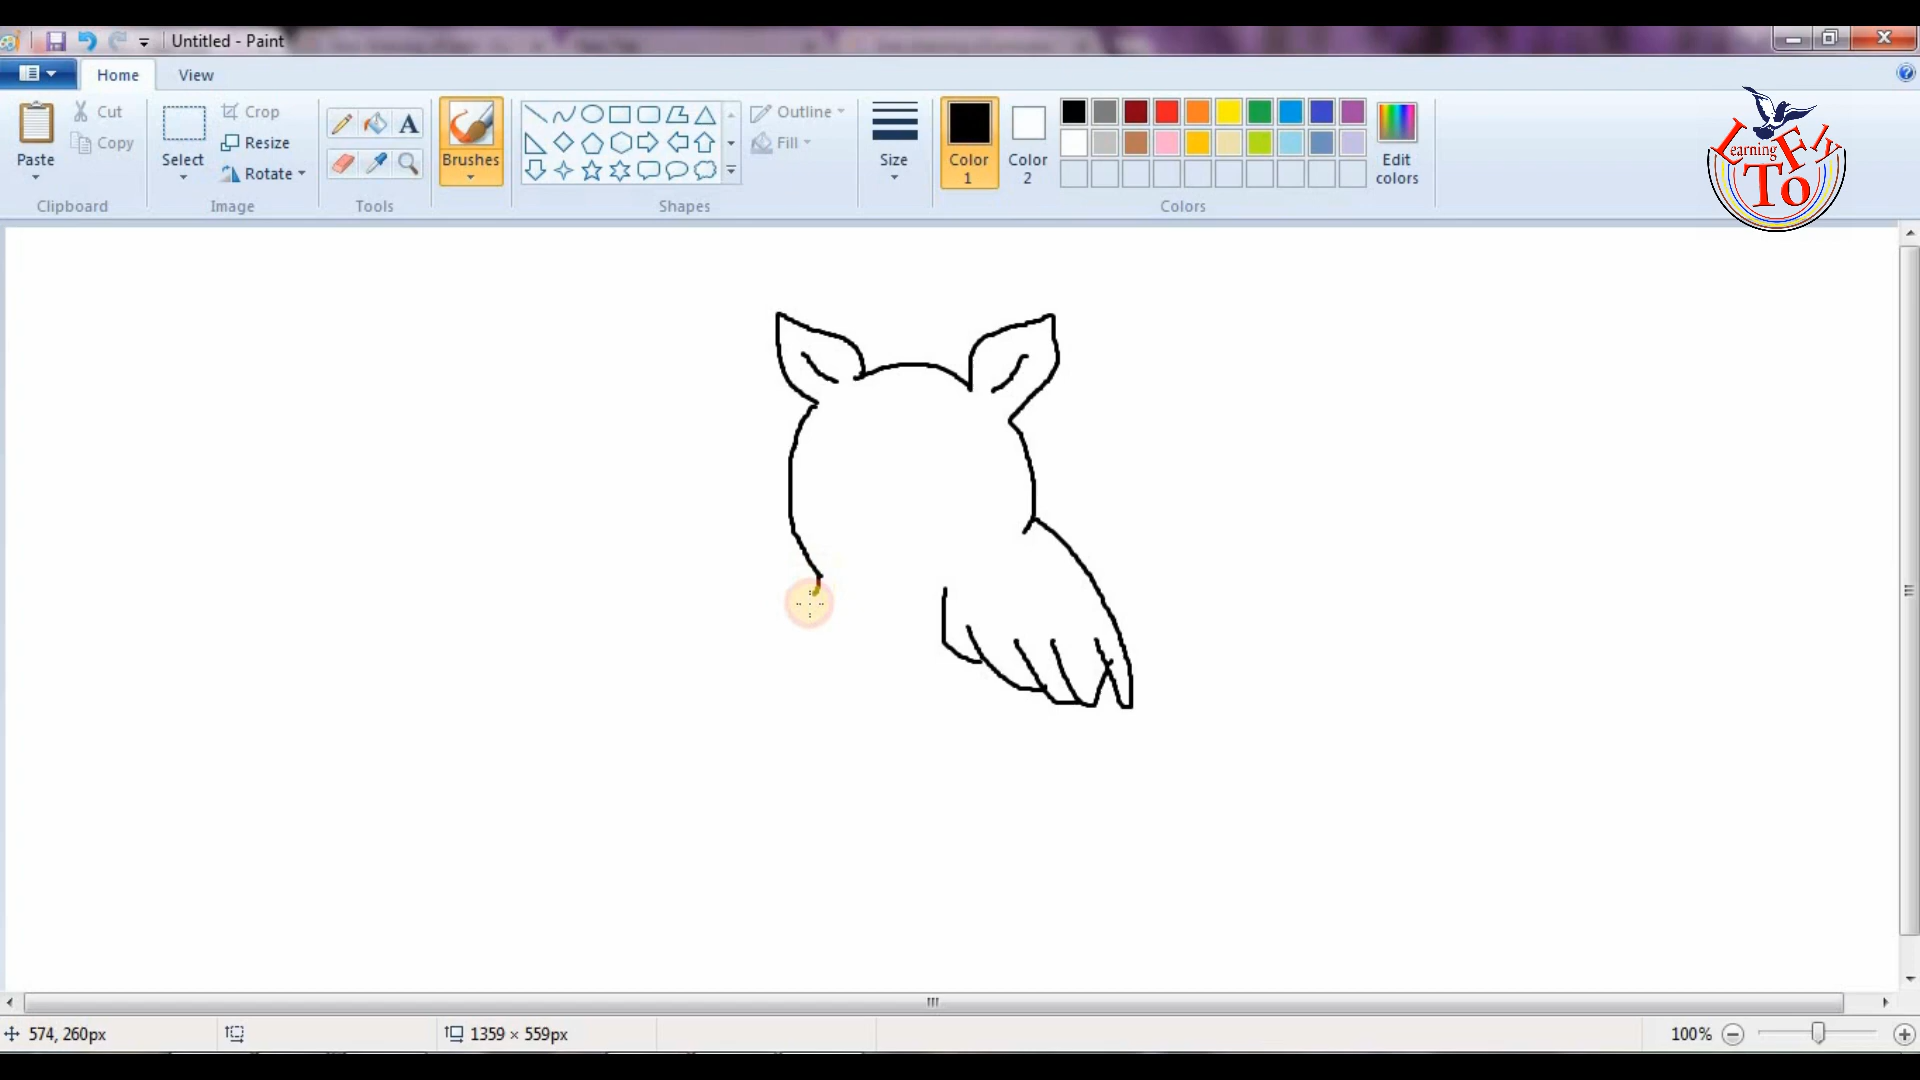 Untitled - Paint
Home View
Paste
Cut
Copy
Clipboard
Select
Crop
Resize
Rotate
Image
Tools
Brushes
Outline
Fill
Shapes
Size
Color 1
Color 2
Edit colors
Colors
Learning To Fly
574, 260px
1359 × 559px
100%